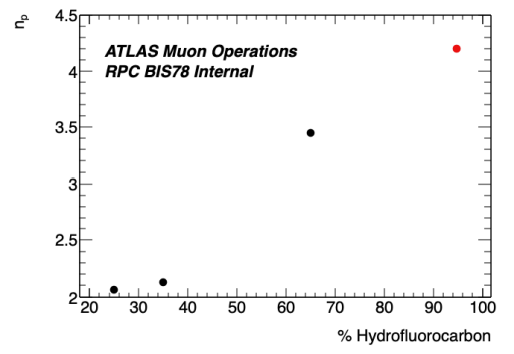 n_p
4.5
ATLAS Muon Operations
RPC BIS78 Internal
4
3.5
3
2.5
2
20 30 40 50 60 70 80 90 100
% Hydrofluorocarbon